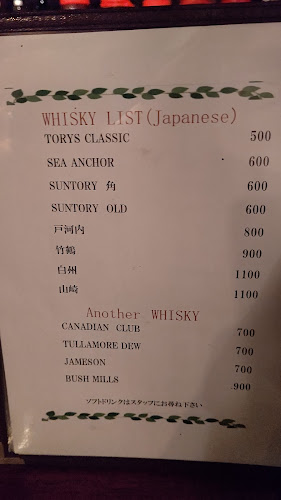 WHISKY LIST(Japanese)
TORYS CLASSIC 500
SEA ANCHOR 600
SUNTORY 角 600
SUNTORY OLD 600
戸河内 800
竹鶴 900
白州 1100
山崎 1100
Another WHISKY
CANADIAN CLUB 700
TULLAMORE DEW 700
JAMESON 700
BUSH MILLS 900
ソフトドリンクはスタッフにお尋ね下さい